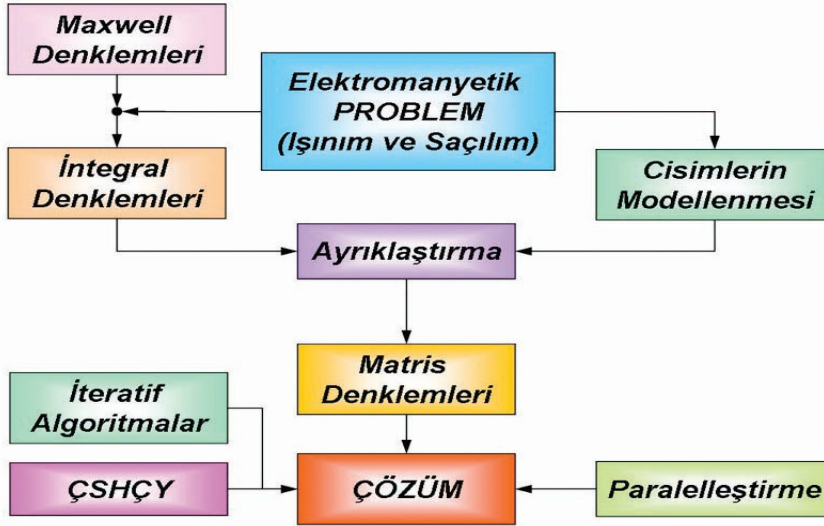 Maxwell
Denklemleri
Elektromanyetik
PROBLEM
(Işınım ve Saçılım)
İntegral
Denklemleri
Cisimlerin
Modellenmesi
Ayrıklaştırma
Matris
Denklemleri
İteratif
Algoritmalar
ÇSHÇY
ÇÖZÜM
Paralelleştirme